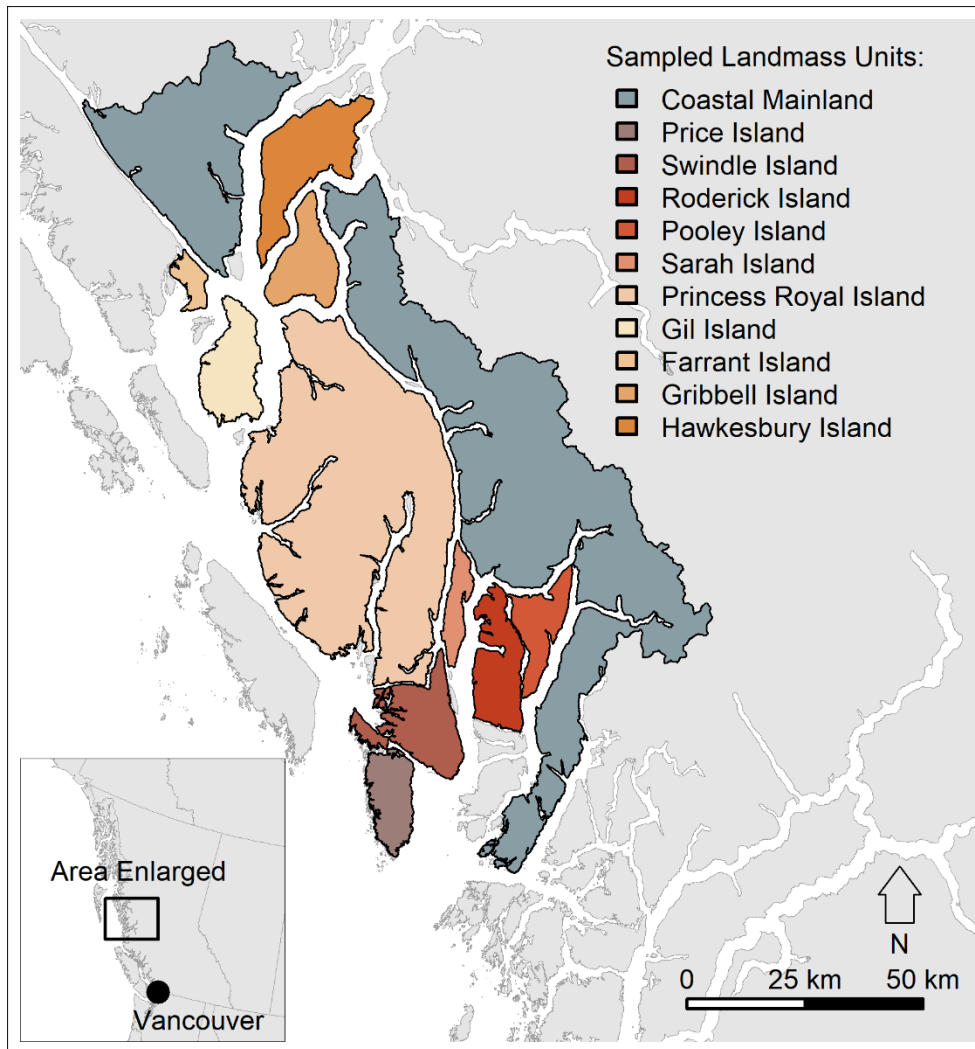 Sampled Landmass Units:
Coastal Mainland
Price Island
Swindle Island
Roderick Island
Pooley Island
Sarah Island
Princess Royal Island
Gil Island
Farrant Island
Gribbell Island
Hawkesbury Island
Area Enlarged
Vancouver
N
0 25 km 50 km